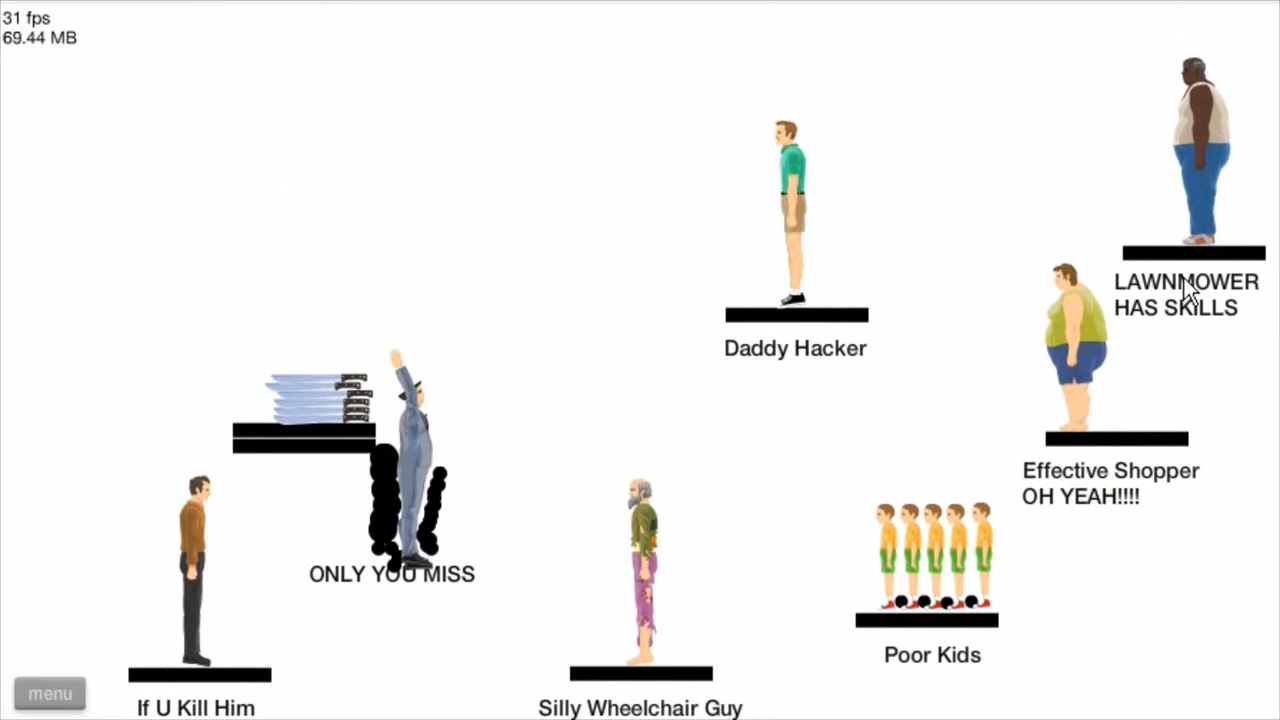 31 fps
69.44 MB
LAWNMOWER
HAS SKILLS
Daddy Hacker
Effective Shopper
OH YEAH!!!!
ONLY YOU MISS
Poor Kids
menu
If U Kill Him
Silly Wheelchair Guy